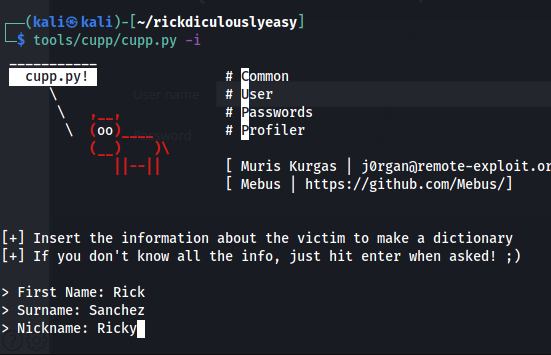 (kali㉿kali)-[~/rickdiculouslyeasy]
$ tools/cupp/cupp.py -i
cupp.py!
# Common
# User
# Passwords
# Profiler
(oo)____
(__) )\
||--||
[ Muris Kurgas | j0rgan@remote-exploit.or
[ Mebus | https://github.com/Mebus/]
User name
[+] Insert the information about the victim to make a dictionary
[+] If you don't know all the info, just hit enter when asked! ;)
> First Name: Rick
> Surname: Sanchez
> Nickname: Ricky